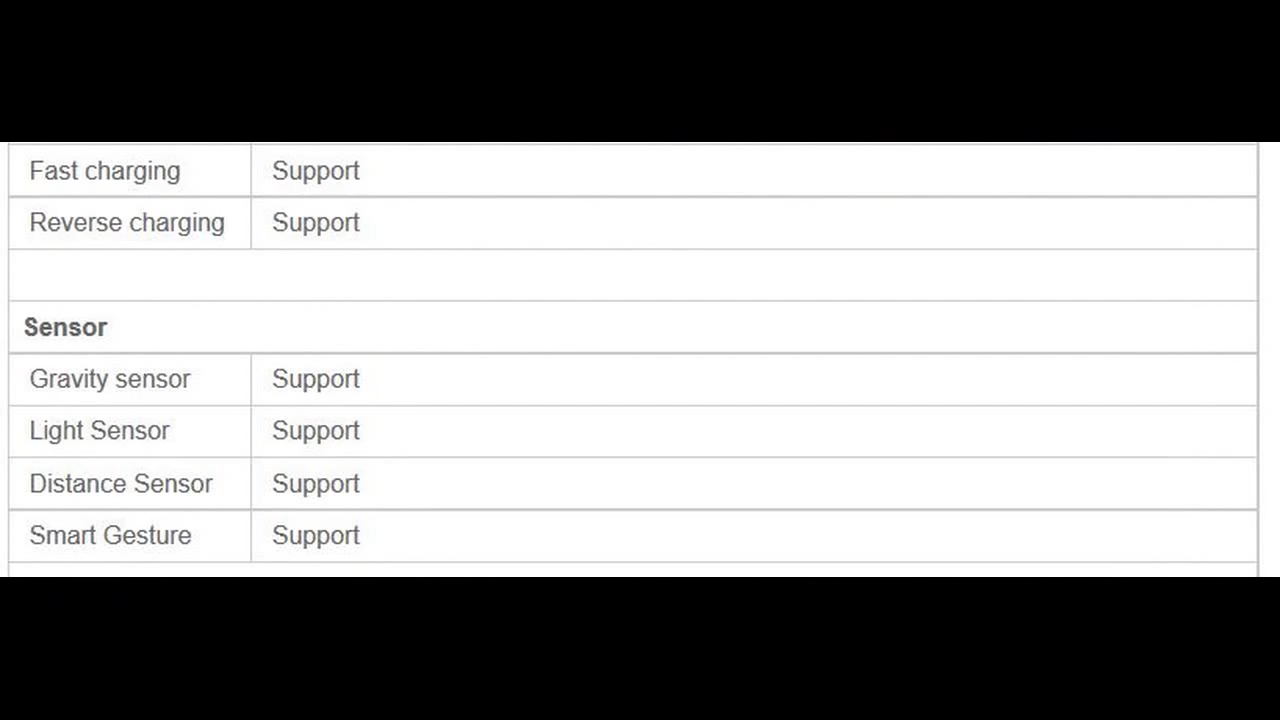 Fast charging Support
Reverse charging Support
Sensor
Gravity sensor Support
Light Sensor Support
Distance Sensor Support
Smart Gesture Support